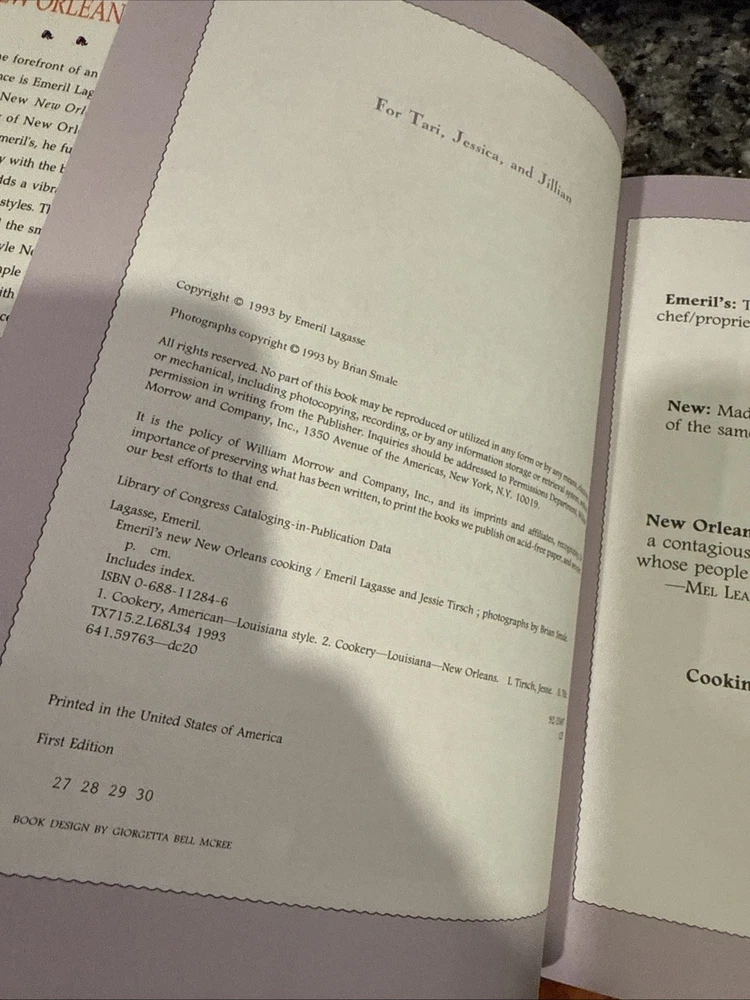 ORLEAN
forefront of an
is Emeril Lag
New New Orl
of New Orl
he fu
with the
a vibr
styles.
the
ple
ith
For Tari, Jessica, and Jillian
Copyright © 1993 by Emeril Lagasse
Photographs copyright © 1993 by Brian Smale
All rights reserved. No part of this book may be reproduced or utilized in any form or by any means,
or mechanical, including photocopying, recording, or by any information storage or retrieval system,
permission in writing from the Publisher. Inquiries should be addressed to Permissions Department,
Morrow and Company, Inc., 1350 Avenue of the Americas, New York, N.Y. 10019.
It is the policy of William Morrow and Company, Inc., and its imprints and affiliates,
importance of preserving what has been written, to print the books we publish on acid-free paper,
our best efforts to that end.
Library of Congress Cataloging-in-Publication Data
Lagasse, Emeril.
Emeril's new New Orleans cooking / Emeril Lagasse and Jessie Tirsch ; photographs by Brian Smale.
p. cm.
Includes index.
ISBN 0-688-11284-6
1. Cookery, American—Louisiana style. 2. Cookery—Louisiana—New Orleans. I. Tirsch, Jessie.
TX715.2.L68L34 1993
641.59763—dc20
Printed in the United States of America
First Edition
27 28 29 30
BOOK DESIGN BY GIORGETTA BELL MCREE
Emeril's: T
chef/proprie
New: Mad
of the same
New Orlean
a contagious
whose people
—MEL LEA
Cookin